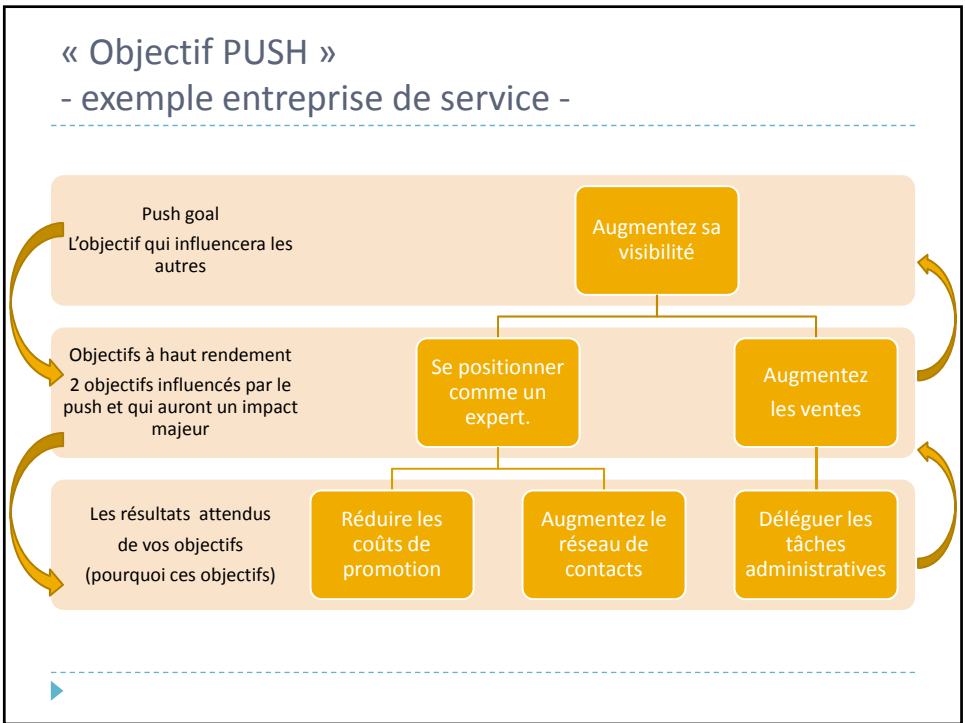 « Objectif PUSH »
- exemple entreprise de service -
Push goal
L'objectif qui influencera les
autres
Augmentez sa
visibilité
Objectifs à haut rendement
2 objectifs influencés par le
push et qui auront un impact
majeur
Se positionner
comme un
expert.
Augmentez
les ventes
Les résultats attendus
de vos objectifs
(pourquoi ces objectifs)
Réduire les
coûts de
promotion
Augmentez le
réseau de
contacts
Déléguer les
tâches
administratives